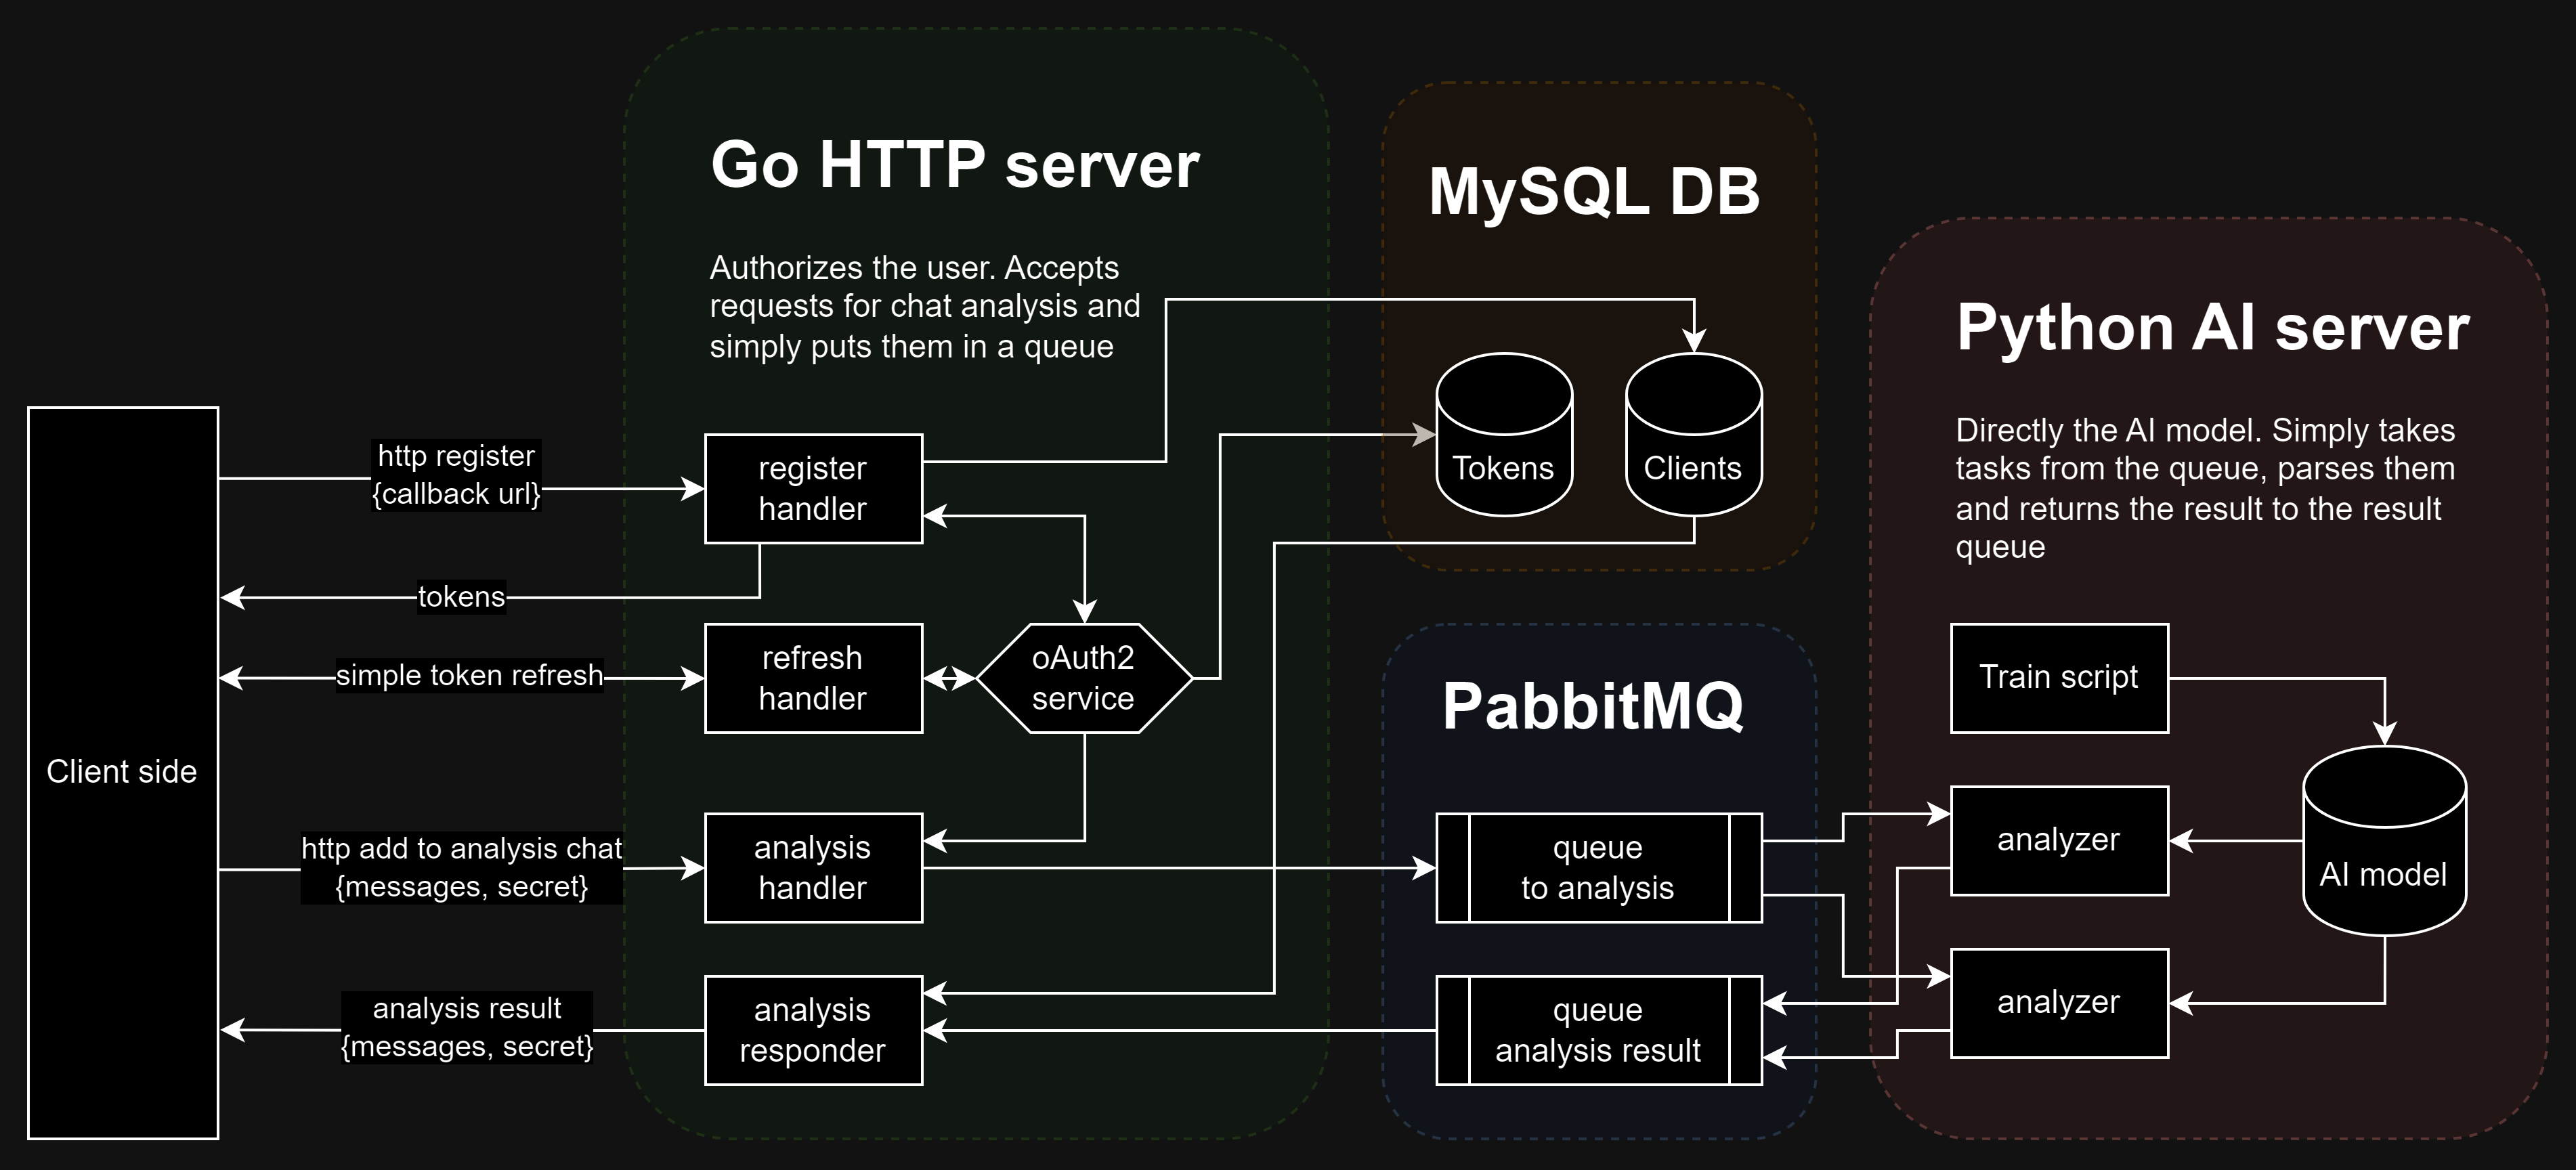 Go HTTP server
Authorizes the user. Accepts
requests for chat analysis and
simply puts them in a queue
MySQL DB
Tokens
Clients
Python AI server
Directly the AI model. Simply takes
tasks from the queue, parses them
and returns the result to the result
queue
Client side
http register
{callback url}
register
handler
tokens
simple token refresh
refresh
handler
oAuth2
service
http add to analysis chat
{messages, secret}
analysis
handler
analysis result
{messages, secret}
analysis
responder
PabbitMQ
queue
to analysis
queue
analysis result
Train script
analyzer
AI model
analyzer